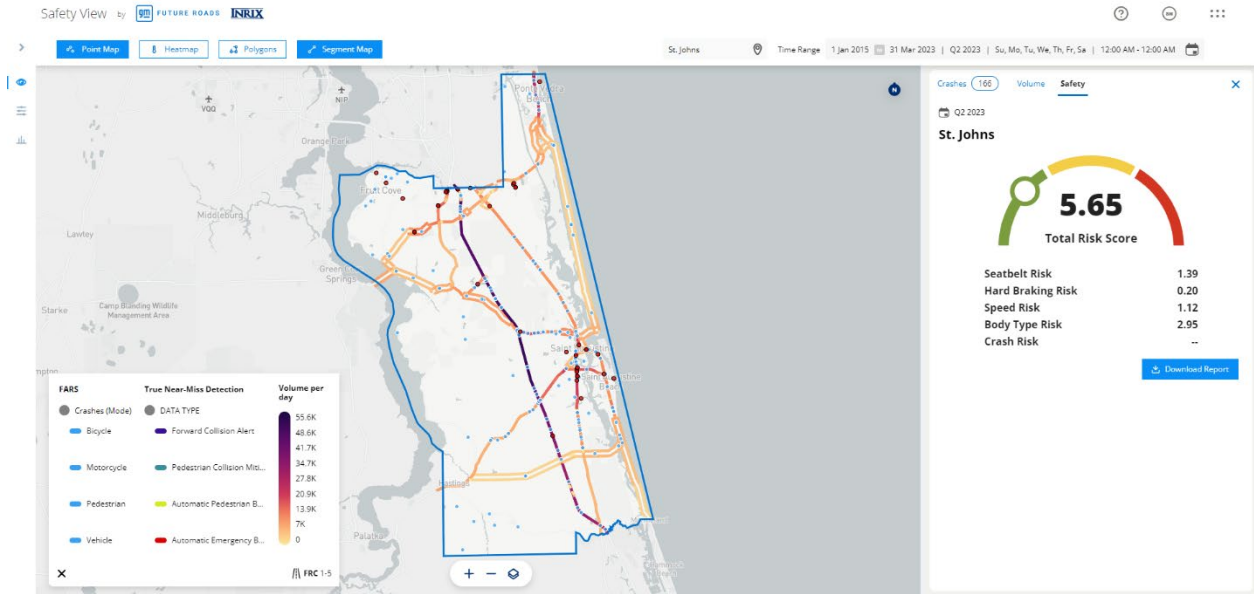 Safety View by gm FUTURE ROADS INRIX
Point Map Heatmap Polygons Segment Map
St. Johns Time Range 1 Jan 2015 31 Mar 2023 | Q2 2023 | Su, Mo, Tu, We, Th, Fr, Sa | 12:00 AM - 12:00 AM
Crashes 166 Volume Safety
Q2 2023
St. Johns
5.65
Total Risk Score
Seatbelt Risk 1.39
Hard Braking Risk 0.20
Speed Risk 1.12
Body Type Risk 2.95
Crash Risk --
Download Report
N
VQQ
NIP
Orange Park
Fruit Cove
Middleburg
Lawtey
Springs
Starke
Camp Blanding Wildlife
Management Area
Hastings
Palatka
FARS True Near-Miss Detection Volume per
day
Crashes (Mode) DATA TYPE
Bicycle Forward Collision Alert
Motorcycle Pedestrian Collision Miti...
Pedestrian Automatic Pedestrian B...
Vehicle Automatic Emergency B...
55.6K
48.6K
41.7K
34.7K
27.8K
20.9K
13.9K
7K
0
FRC 1-5